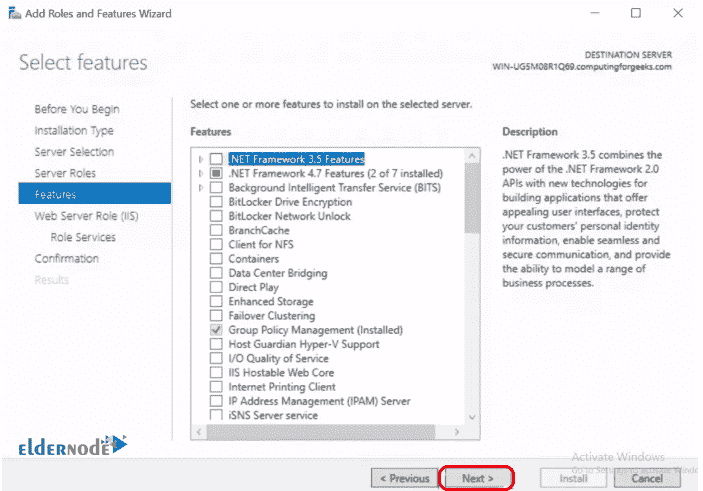 Add Roles and Features Wizard
Select features
DESTINATION SERVER
WIN-UG5M08R1Q69.computingforgeeks.com
Before You Begin
Installation Type
Server Selection
Server Roles
Features
Web Server Role (IIS)
Role Services
Confirmation
Results
Select one or more features to install on the selected server.
Features
.NET Framework 3.5 Features
.NET Framework 4.7 Features (2 of 7 installed)
Background Intelligent Transfer Service (BITS)
BitLocker Drive Encryption
BitLocker Network Unlock
BranchCache
Client for NFS
Containers
Data Center Bridging
Direct Play
Enhanced Storage
Failover Clustering
Group Policy Management (Installed)
Host Guardian Hyper-V Support
I/O Quality of Service
IIS Hostable Web Core
Internet Printing Client
IP Address Management (IPAM) Server
iSNS Server service
Description
.NET Framework 3.5 combines the
power of the .NET Framework 2.0
APIs with new technologies for
building applications that offer
appealing user interfaces, protect
your customers' personal identity
information, enable seamless and
secure communication, and provide
the ability to model a range of
business processes.
ELDERNODE
Activate Windows
Go to Settings to activate Windo
< Previous
Next >
Install
Cancel